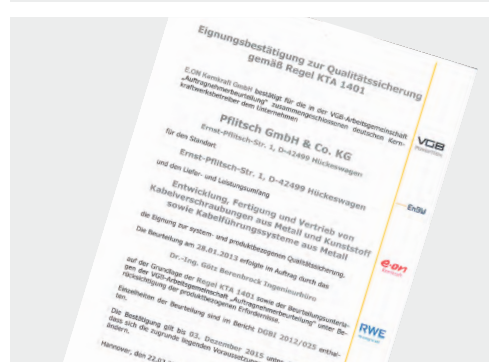 Eignungsbestätigung zur Qualitätssicherung
gemäß Regel KTA 1401
E.ON Kernkraft GmbH bestätigt für die in der VGB-Arbeitsgemeinschaft
„Auftragnehmerbeurteilung" zusammengeschlossenen deutschen Kern-
kraftwerksbetreiber dem Unternehmen
Pflitsch GmbH & Co. KG
Ernst-Pflitsch-Str. 1, D-42499 Hückeswagen
für den Standort
Ernst-Pflitsch-Str. 1, D-42499 Hückeswagen
und den Liefer- und Leistungsumfang
Entwicklung, Fertigung und Vertrieb von
Kabelverschraubungen aus Metall und Kunststoff
sowie Kabelführungssysteme aus Metall
die Eignung zur system- und produktbezogenen Qualitätssicherung.
Die Beurteilung am 28.01.2013 erfolgte im Auftrag durch das
Dr.-Ing. Götz Berenbrock Ingenieurbüro
auf der Grundlage der Regel KTA 1401 sowie der Beurteilungsunterla-
gen der VGB-Arbeitsgemeinschaft „Auftragnehmerbeurteilung" unter Be-
rücksichtigung der produktbezogenen Erfordernisse.
Einzelheiten der Beurteilung sind im Bericht DGBI 2012/025 enthal-
ten.
Die Bestätigung gilt bis 03. Dezember 2015 unter
dass sich die zugrunde liegenden Voraussetzung
ändern.
Hannover, den 22.03
VGB
EnBW
e·on
RWE